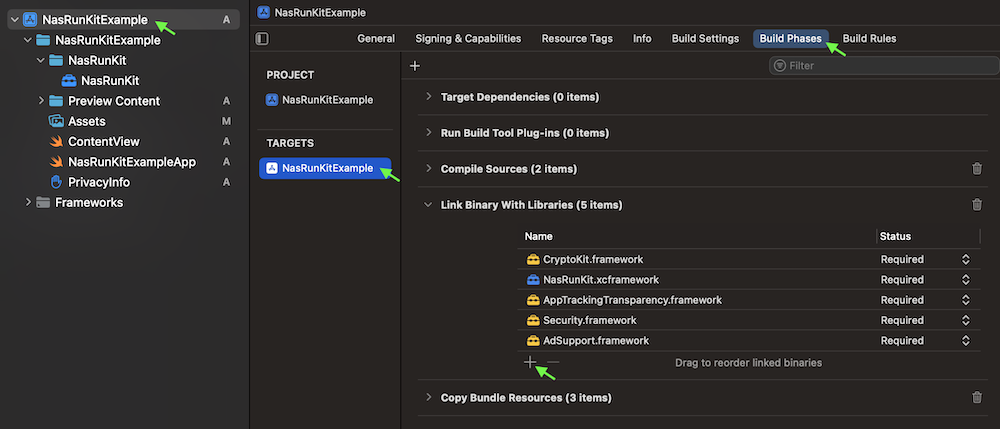 NasRunKitExample A
NasRunKitExample
NasRunKit
NasRunKit
Preview Content A
Assets M
ContentView A
NasRunKitExampleApp A
PrivacyInfo A
Frameworks
NasRunKitExample
General Signing & Capabilities Resource Tags Info Build Settings Build Phases Build Rules
PROJECT
NasRunKitExample
TARGETS
NasRunKitExample
Filter
Target Dependencies (0 items)
Run Build Tool Plug-ins (0 items)
Compile Sources (2 items)
Link Binary With Libraries (5 items)
Name Status
CryptoKit.framework Required
NasRunKit.xcframework Required
AppTrackingTransparency.framework Required
Security.framework Required
AdSupport.framework Required
Drag to reorder linked binaries
Copy Bundle Resources (3 items)